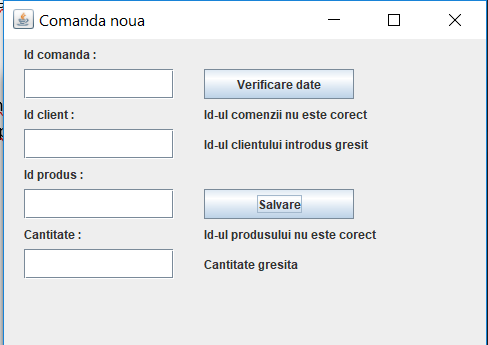 Comanda noua
Id comanda :
Verificare date
Id client :
Id-ul comenzii nu este corect
Id-ul clientului introdus gresit
Id produs :
Salvare
Cantitate :
Id-ul produsului nu este corect
Cantitate gresita